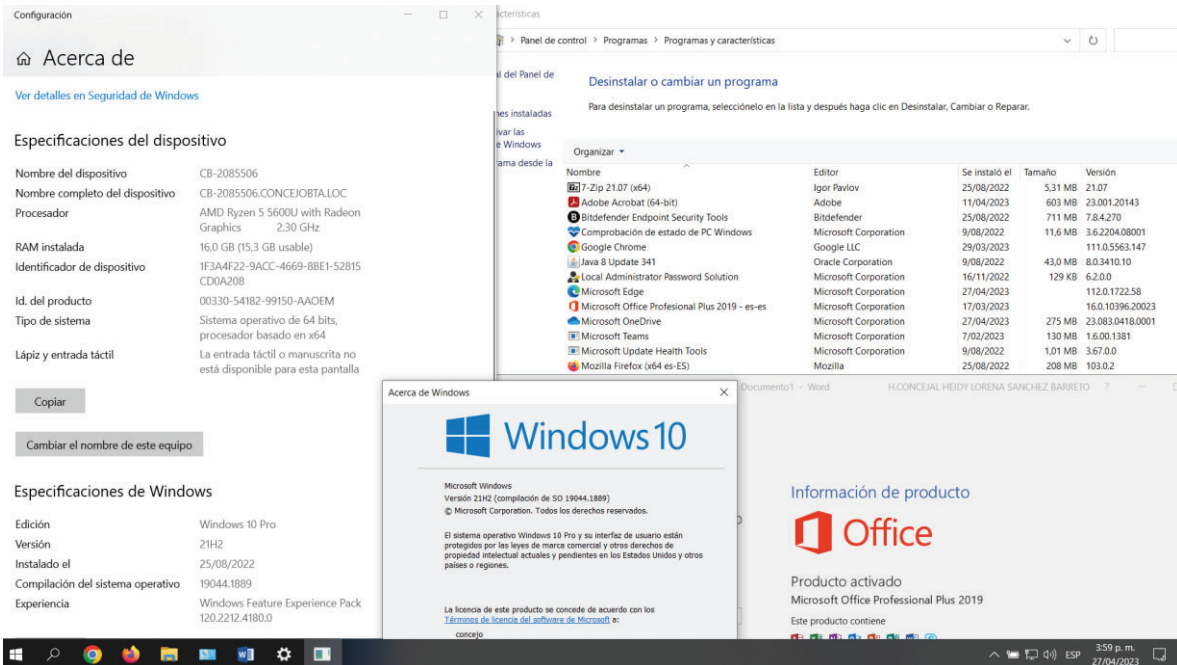 Configuración
Acerca de
Ver detalles en Seguridad de Windows
Especificaciones del dispositivo
Nombre del dispositivo CB-2085506
Nombre completo del dispositivo CB-2085506.CONCEJOBTA.LOC
Procesador AMD Ryzen 5 5600U with Radeon
Graphics 2.30 GHz
RAM instalada 16,0 GB (15,3 GB usable)
Identificador de dispositivo 1F3A4F22-9ACC-4669-8BE1-52815
CD0A208
Id. del producto 00330-54182-99150-AAOEM
Tipo de sistema Sistema operativo de 64 bits,
procesador basado en x64
Lápiz y entrada táctil La entrada táctil o manuscrita no
está disponible para esta pantalla
Copiar
Cambiar el nombre de este equipo
Especificaciones de Windows
Edición Windows 10 Pro
Versión 21H2
Instalado el 25/08/2022
Compilación del sistema operativo 19044.1889
Experiencia Windows Feature Experience Pack
120.2212.4180.0
acterísticas
> Panel de control > Programas > Programas y características
al del Panel de
nes instaladas
ivar las
e Windows
rama desde la
Desinstalar o cambiar un programa
Para desinstalar un programa, selecciónelo en la lista y después haga clic en Desinstalar, Cambiar o Reparar.
Organizar
Nombre Editor Se instaló el Tamaño Versión
7-Zip 21.07 (x64) Igor Pavlov 25/08/2022 5,31 MB 21.07
Adobe Acrobat (64-bit) Adobe 11/04/2023 603 MB 23.001.20143
Bitdefender Endpoint Security Tools Bitdefender 25/08/2022 711 MB 7.8.4.270
Comprobación de estado de PC Windows Microsoft Corporation 9/08/2022 11,6 MB 3.6.2204.08001
Google Chrome Google LLC 29/03/2023 111.0.5563.147
Java 8 Update 341 Oracle Corporation 9/08/2022 43,0 MB 8.0.3410.10
Local Administrator Password Solution Microsoft Corporation 16/11/2022 129 KB 6.2.0.0
Microsoft Edge Microsoft Corporation 27/04/2023 112.0.1722.58
Microsoft Office Profesional Plus 2019 - es-es Microsoft Corporation 17/03/2023 16.0.10396.20023
Microsoft OneDrive Microsoft Corporation 27/04/2023 275 MB 23.083.0418.0001
Microsoft Teams Microsoft Corporation 7/02/2023 130 MB 1.6.00.1381
Microsoft Update Health Tools Microsoft Corporation 9/08/2022 1,01 MB 3.67.0.0
Mozilla Firefox (x64 es-ES) Mozilla 25/08/2022 208 MB 103.0.2
Acerca de Windows
Windows 10
Microsoft Windows
Versión 21H2 (compilación de SO 19044.1889)
© Microsoft Corporation. Todos los derechos reservados.
El sistema operativo Windows 10 Pro y su interfaz de usuario están
protegidos por las leyes de marca comercial y otros derechos de
propiedad intelectual actuales y pendientes en los Estados Unidos y otros
países o regiones.
La licencia de este producto se concede de acuerdo con los
Términos de licencia del software de Microsoft a:
concejo
Documento1 - Word H.CONCEJAL HEIDY LORENA SANCHEZ BARRETO ?
Información de producto
Office
Producto activado
Microsoft Office Professional Plus 2019
Este producto contiene
ESP
3:59 p. m.
27/04/2023